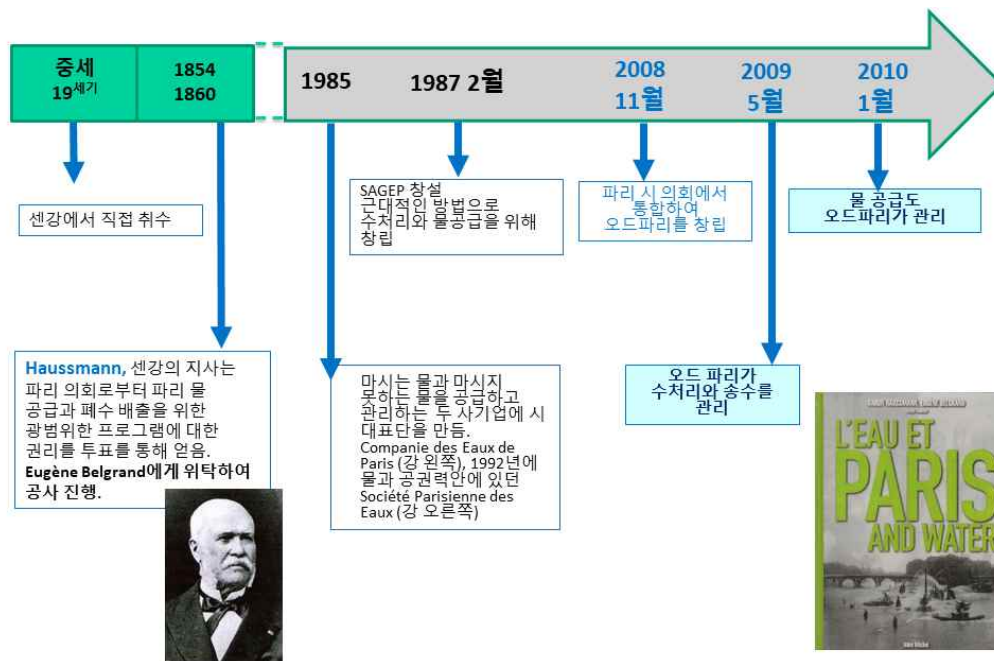 중세
19세기
1854
1860
1985
1987 2월
2008
11월
2009
5월
2010
1월
센강에서 직접 취수
SAGEP 창설
근대적인 방법으로
수처리와 물공급을 위해
창립
파리 시 의회에서
통합하여
오드파리를 창립
물 공급도
오드파리가 관리
Haussmann, 센강의 지사는
파리 의회로부터 파리 물
공급과 폐수 배출을 위한
광범위한 프로그램에 대한
권리를 투표를 통해 얻음.
Eugène Belgrand에게 위탁하여
공사 진행.
마시는 물과 마시지
못하는 물을 공급하고
관리하는 두 사기업에 시
대표단을 만듬.
Companie des Eaux de
Paris (강 왼쪽), 1992년에
물과 공권력안에 있던
Société Parisienne des
Eaux (강 오른쪽)
오드 파리가
수처리와 송수를
관리
L'EAU ET
PARIS
AND WATER